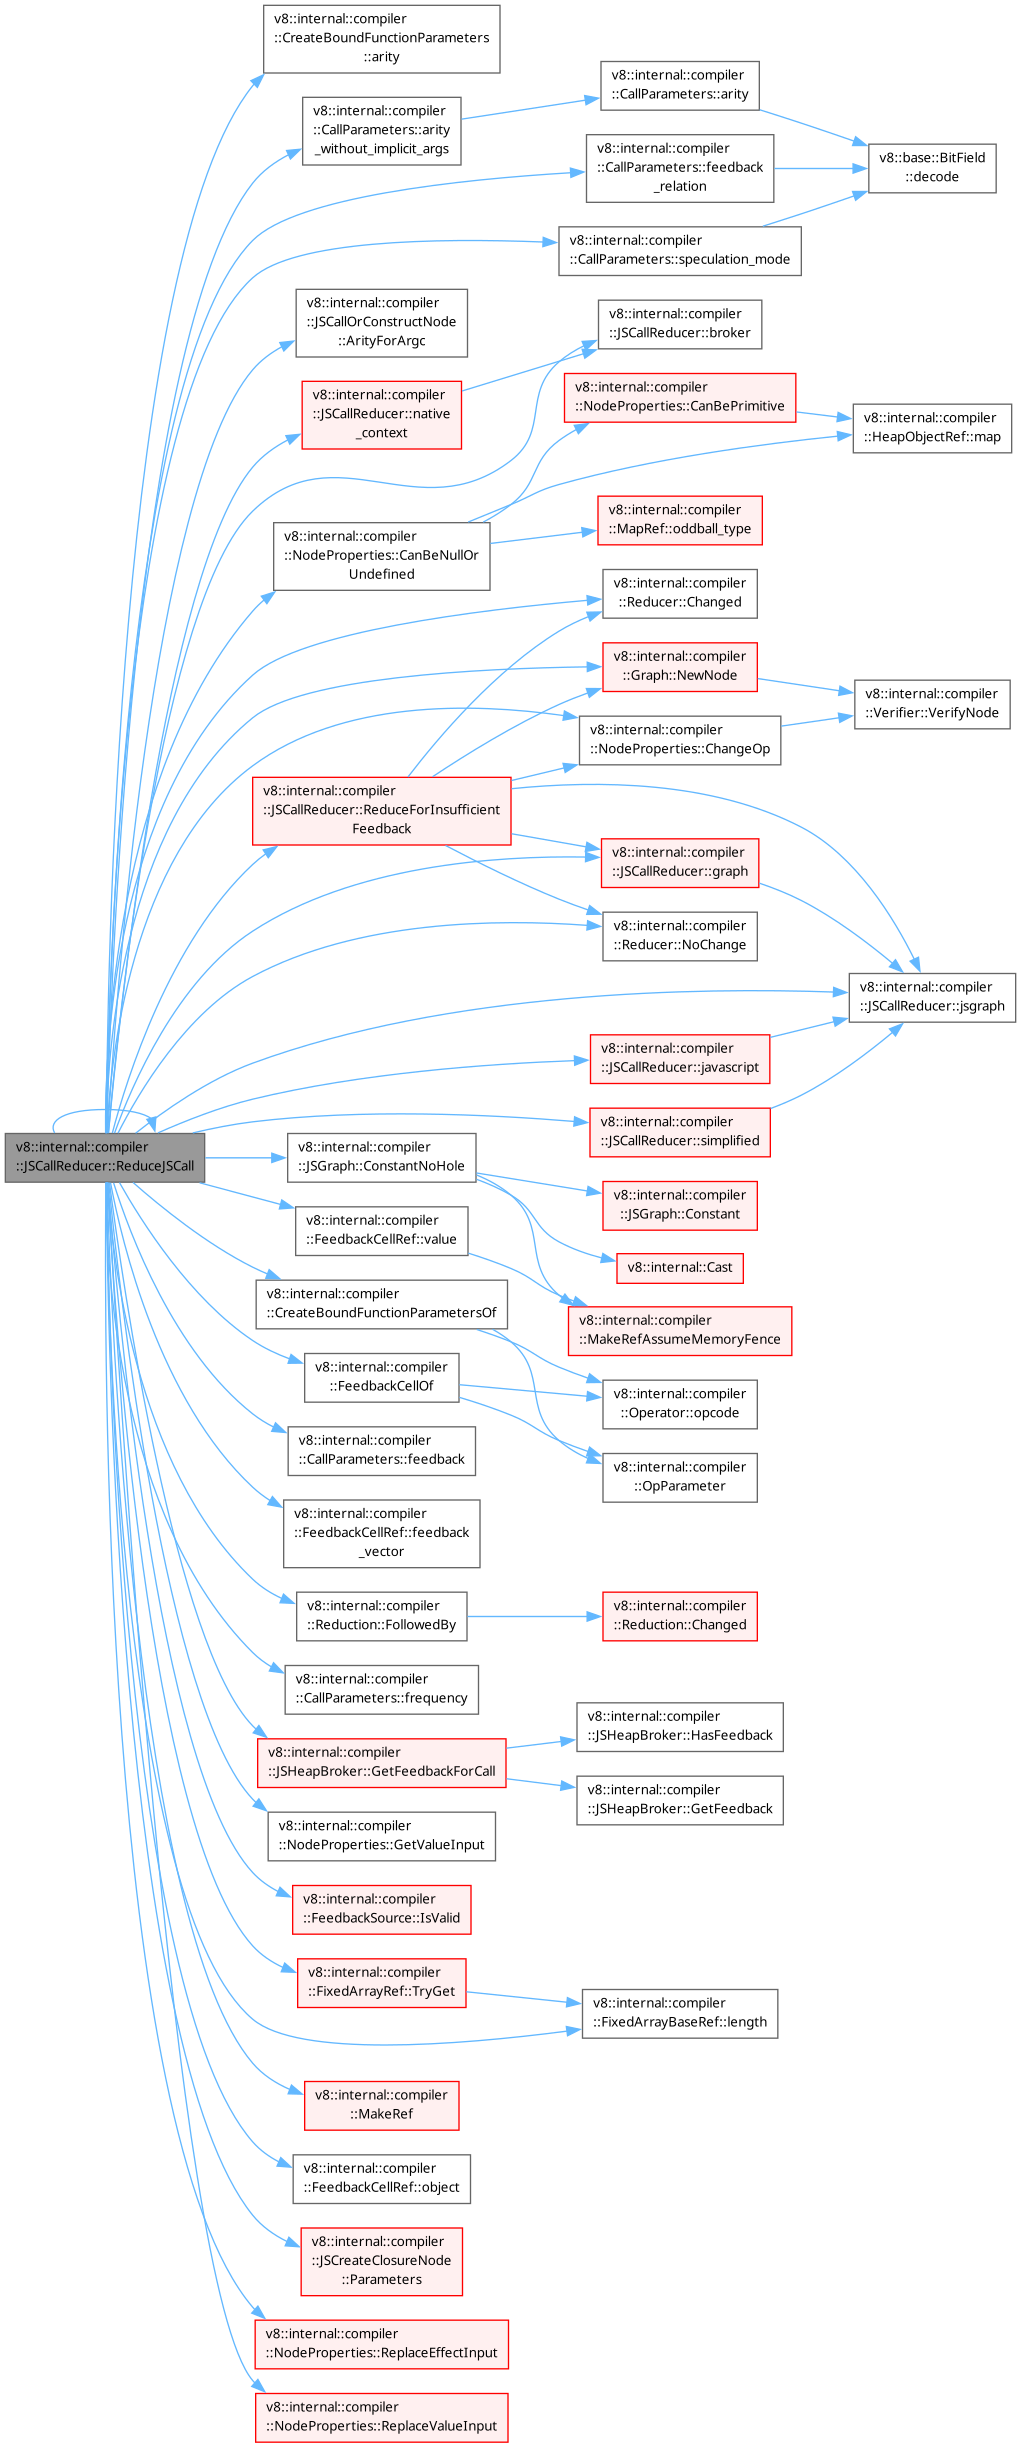 v8::internal::compiler
::CreateBoundFunctionParameters
::arity
v8::internal::compiler
::CallParameters::arity
v8::internal::compiler
::CallParameters::arity
_without_implicit_args
v8::internal::compiler
::CallParameters::feedback
_relation
v8::base::BitField
::decode
v8::internal::compiler
::CallParameters::speculation_mode
v8::internal::compiler
::JSCallOrConstructNode
::ArityForArgc
v8::internal::compiler
::JSCallReducer::broker
v8::internal::compiler
::JSCallReducer::native
_context
v8::internal::compiler
::NodeProperties::CanBePrimitive
v8::internal::compiler
::HeapObjectRef::map
v8::internal::compiler
::MapRef::oddball_type
v8::internal::compiler
::NodeProperties::CanBeNullOr
Undefined
v8::internal::compiler
::Reducer::Changed
v8::internal::compiler
::Graph::NewNode
v8::internal::compiler
::Verifier::VerifyNode
v8::internal::compiler
::NodeProperties::ChangeOp
v8::internal::compiler
::JSCallReducer::ReduceForInsufficient
Feedback
v8::internal::compiler
::JSCallReducer::graph
v8::internal::compiler
::Reducer::NoChange
v8::internal::compiler
::JSCallReducer::jsgraph
v8::internal::compiler
::JSCallReducer::javascript
v8::internal::compiler
::JSCallReducer::simplified
v8::internal::compiler
::JSCallReducer::ReduceJSCall
v8::internal::compiler
::JSGraph::ConstantNoHole
v8::internal::compiler
::JSGraph::Constant
v8::internal::compiler
::FeedbackCellRef::value
v8::internal::Cast
v8::internal::compiler
::CreateBoundFunctionParametersOf
v8::internal::compiler
::MakeRefAssumeMemoryFence
v8::internal::compiler
::FeedbackCellOf
v8::internal::compiler
::Operator::opcode
v8::internal::compiler
::CallParameters::feedback
v8::internal::compiler
::OpParameter
v8::internal::compiler
::FeedbackCellRef::feedback
_vector
v8::internal::compiler
::Reduction::FollowedBy
v8::internal::compiler
::Reduction::Changed
v8::internal::compiler
::CallParameters::frequency
v8::internal::compiler
::JSHeapBroker::HasFeedback
v8::internal::compiler
::JSHeapBroker::GetFeedbackForCall
v8::internal::compiler
::JSHeapBroker::GetFeedback
v8::internal::compiler
::NodeProperties::GetValueInput
v8::internal::compiler
::FeedbackSource::IsValid
v8::internal::compiler
::FixedArrayRef::TryGet
v8::internal::compiler
::FixedArrayBaseRef::length
v8::internal::compiler
::MakeRef
v8::internal::compiler
::FeedbackCellRef::object
v8::internal::compiler
::JSCreateClosureNode
::Parameters
v8::internal::compiler
::NodeProperties::ReplaceEffectInput
v8::internal::compiler
::NodeProperties::ReplaceValueInput